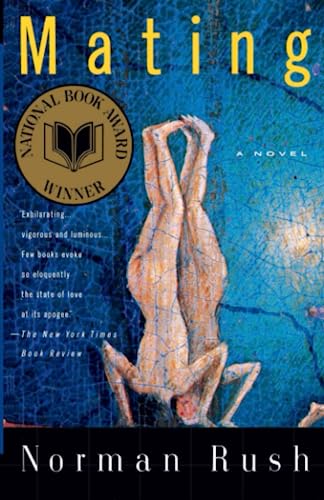 Mating
NATIONAL BOOK AWARD
WINNER
A NOVEL
"Exhilarating...
vigorous and luminous...
Few books evoke
so eloquently
the state of love
at its apogee."
—The New York Times
Book Review
Norman Rush